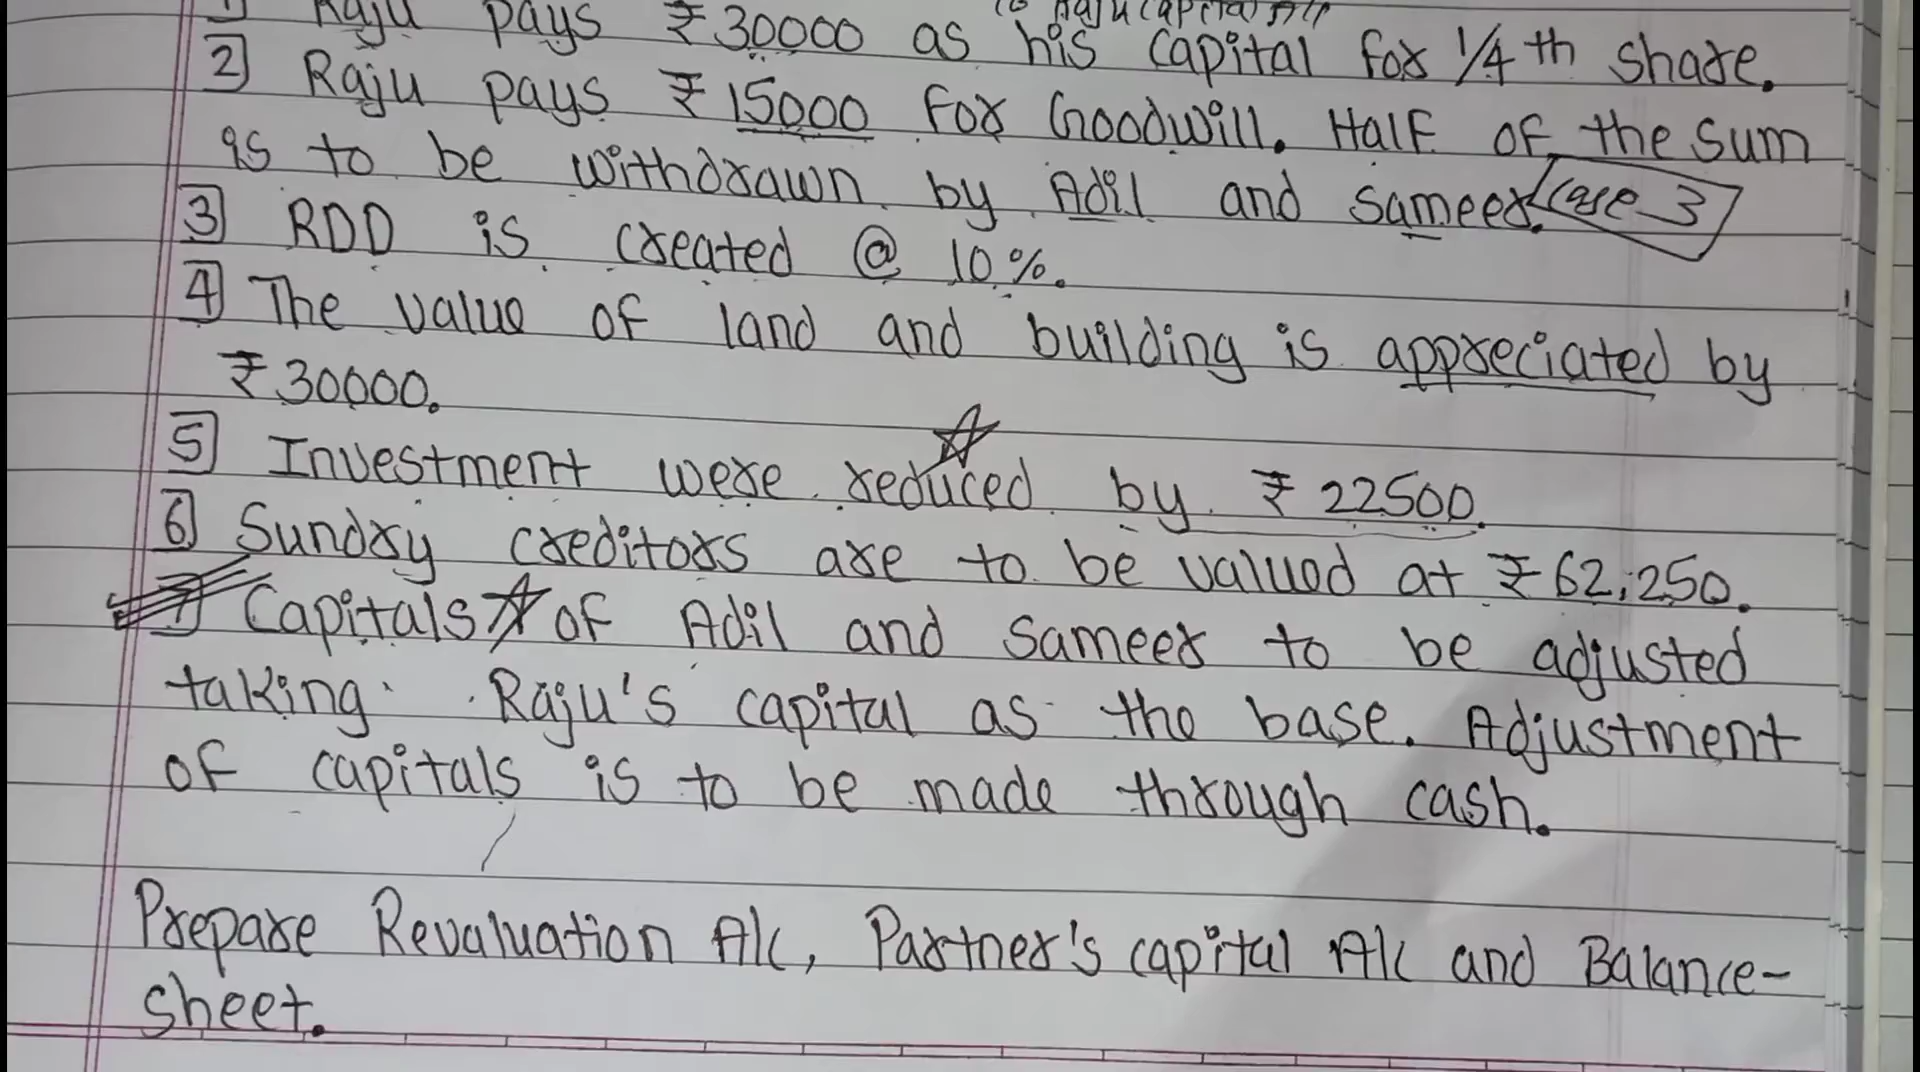 to Raju capital A/c
1] Raju pays ₹30000 as his capital for 1/4 th share.
2] Raju pays ₹15000 for Goodwill. Half of the sum
is to be withdrawn by Adil and Sameer. case 3
3] RDD is created @ 10%.
4] The value of land and building is appreciated by
₹30000.
5] Investment were reduced by ₹22500.
6] Sundry creditors are to be valued at ₹62,250.
7] Capitals of Adil and Sameer to be adjusted
taking Raju's capital as the base. Adjustment
of capitals is to be made through cash.
Prepare Revaluation A/c, Partner's capital A/c and Balance-
sheet.